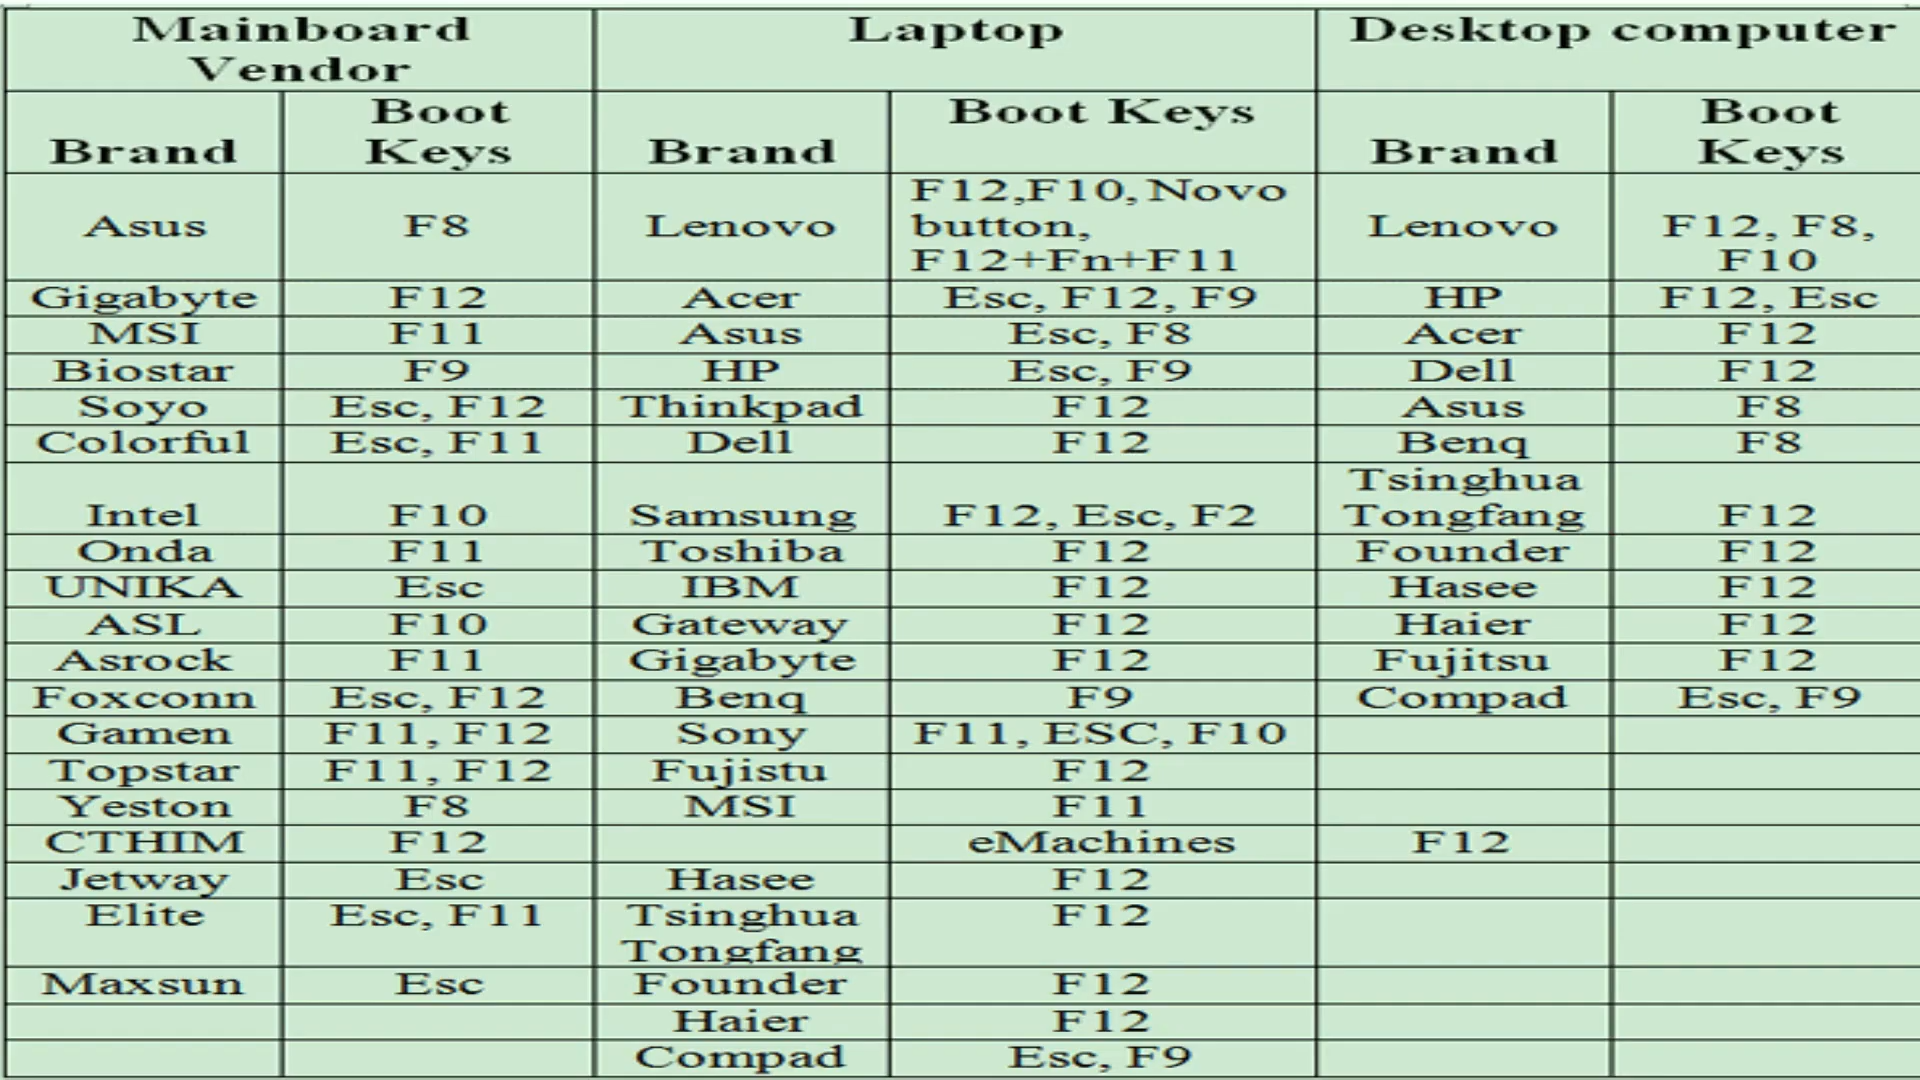 Mainboard Vendor Laptop Desktop computer
Brand Boot Keys Brand Boot Keys Brand Boot Keys
Asus F8 Lenovo F12,F10, Novo button, F12+Fn+F11 Lenovo F12, F8, F10
Gigabyte F12 Acer Esc, F12, F9 HP F12, Esc
MSI F11 Asus Esc, F8 Acer F12
Biostar F9 HP Esc, F9 Dell F12
Soyo Esc, F12 Thinkpad F12 Asus F8
Colorful Esc, F11 Dell F12 Benq F8
Intel F10 Samsung F12, Esc, F2 Tsinghua Tongfang F12
Onda F11 Toshiba F12 Founder F12
UNIKA Esc IBM F12 Hasee F12
ASL F10 Gateway F12 Haier F12
Asrock F11 Gigabyte F12 Fujitsu F12
Foxconn Esc, F12 Benq F9 Compad Esc, F9
Gamen F11, F12 Sony F11, ESC, F10
Topstar F11, F12 Fujistu F12
Yeston F8 MSI F11
CTHIM F12 eMachines F12
Jetway Esc Hasee F12
Elite Esc, F11 Tsinghua Tongfang F12
Maxsun Esc Founder F12
Haier F12
Compad Esc, F9